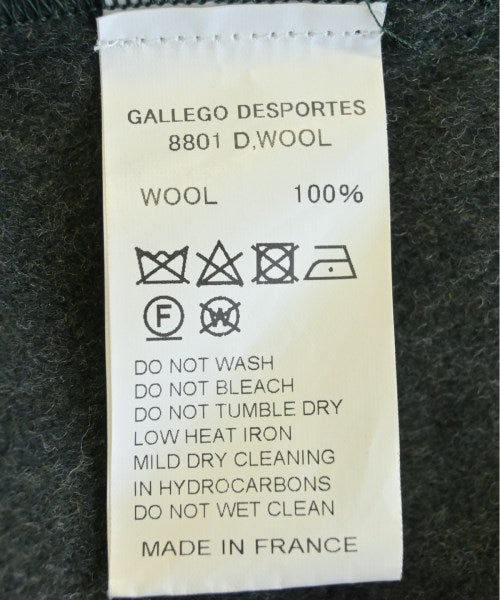 GALLEGO DESPORTES
8801 D,WOOL
WOOL 100%
F W
DO NOT WASH
DO NOT BLEACH
DO NOT TUMBLE DRY
LOW HEAT IRON
MILD DRY CLEANING
IN HYDROCARBONS
DO NOT WET CLEAN
MADE IN FRANCE